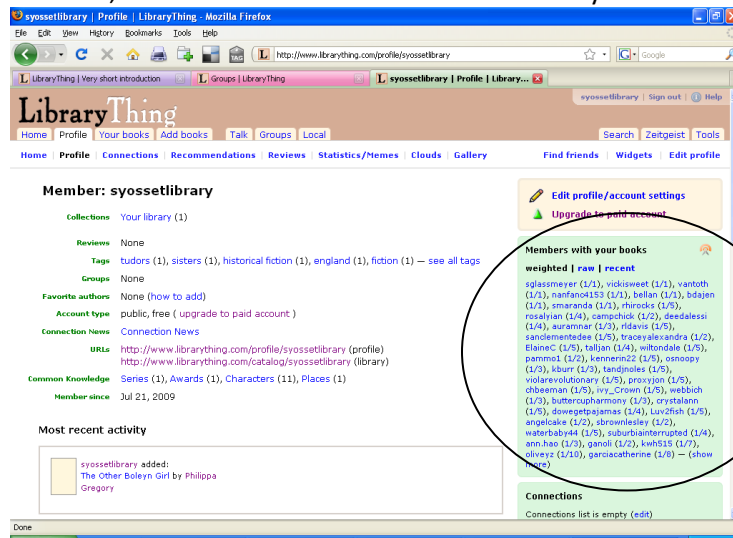 syossetlibrary | Profile | LibraryThing - Mozilla Firefox
File Edit View History Bookmarks Tools Help
TAG http://www.librarything.com/profile/syossetlibrary Google
LibraryThing | Very short introduction Groups | LibraryThing syossetlibrary | Profile | Library...
syossetlibrary | Sign out | Help
LibraryThing
Home Profile Your books Add books Talk Groups Local Search Zeitgeist Tools
Home | Profile | Connections | Recommendations | Reviews | Statistics/Memes | Clouds | Gallery Find friends | Widgets | Edit profile
Member: syossetlibrary
Collections Your library (1)
Reviews None
Tags tudors (1), sisters (1), historical fiction (1), england (1), fiction (1) — see all tags
Groups None
Favorite authors None (how to add)
Account type public, free ( upgrade to paid account )
Connection News Connection News
URLs http://www.librarything.com/profile/syossetlibrary (profile)
http://www.librarything.com/catalog/syossetlibrary (library)
Common Knowledge Series (1), Awards (1), Characters (11), Places (1)
Member since Jul 21, 2009
Most recent activity
syossetlibrary added:
The Other Boleyn Girl by Philippa
Gregory
Edit profile/account settings
Upgrade to paid account
Members with your books
weighted | raw | recent
sglassmeyer (1/1), vickisweet (1/1), vantoth
(1/1), nanfano4153 (1/1), bellan (1/1), bdajen
(1/1), smaranda (1/1), rhirocks (1/5),
rosalyian (1/4), campchick (1/2), deedalessi
(1/4), auramnar (1/3), rldavis (1/5),
sanclementedee (1/5), traceyalexandra (1/2),
ElaineC (1/5), talljan (1/4), wiltondale (1/5),
pammo1 (1/2), kennerin22 (1/5), osnoopy
(1/3), kburr (1/3), tandjnoles (1/5),
violarevolutionary (1/5), proxyjon (1/5),
chbeeman (1/5), ivy_Crown (1/5), webbich
(1/3), buttercupharmony (1/3), crystalann
(1/5), dowegetpajamas (1/4), Luv2fish (1/5),
angelcake (1/2), sbrownlesley (1/2),
waterbaby44 (1/5), suburbiainterrupted (1/4),
ann.hao (1/3), ganoli (1/2), kwh515 (1/7),
oliveyz (1/10), garciacatherine (1/8) — (show
more)
Connections
Connections list is empty (edit)
Done